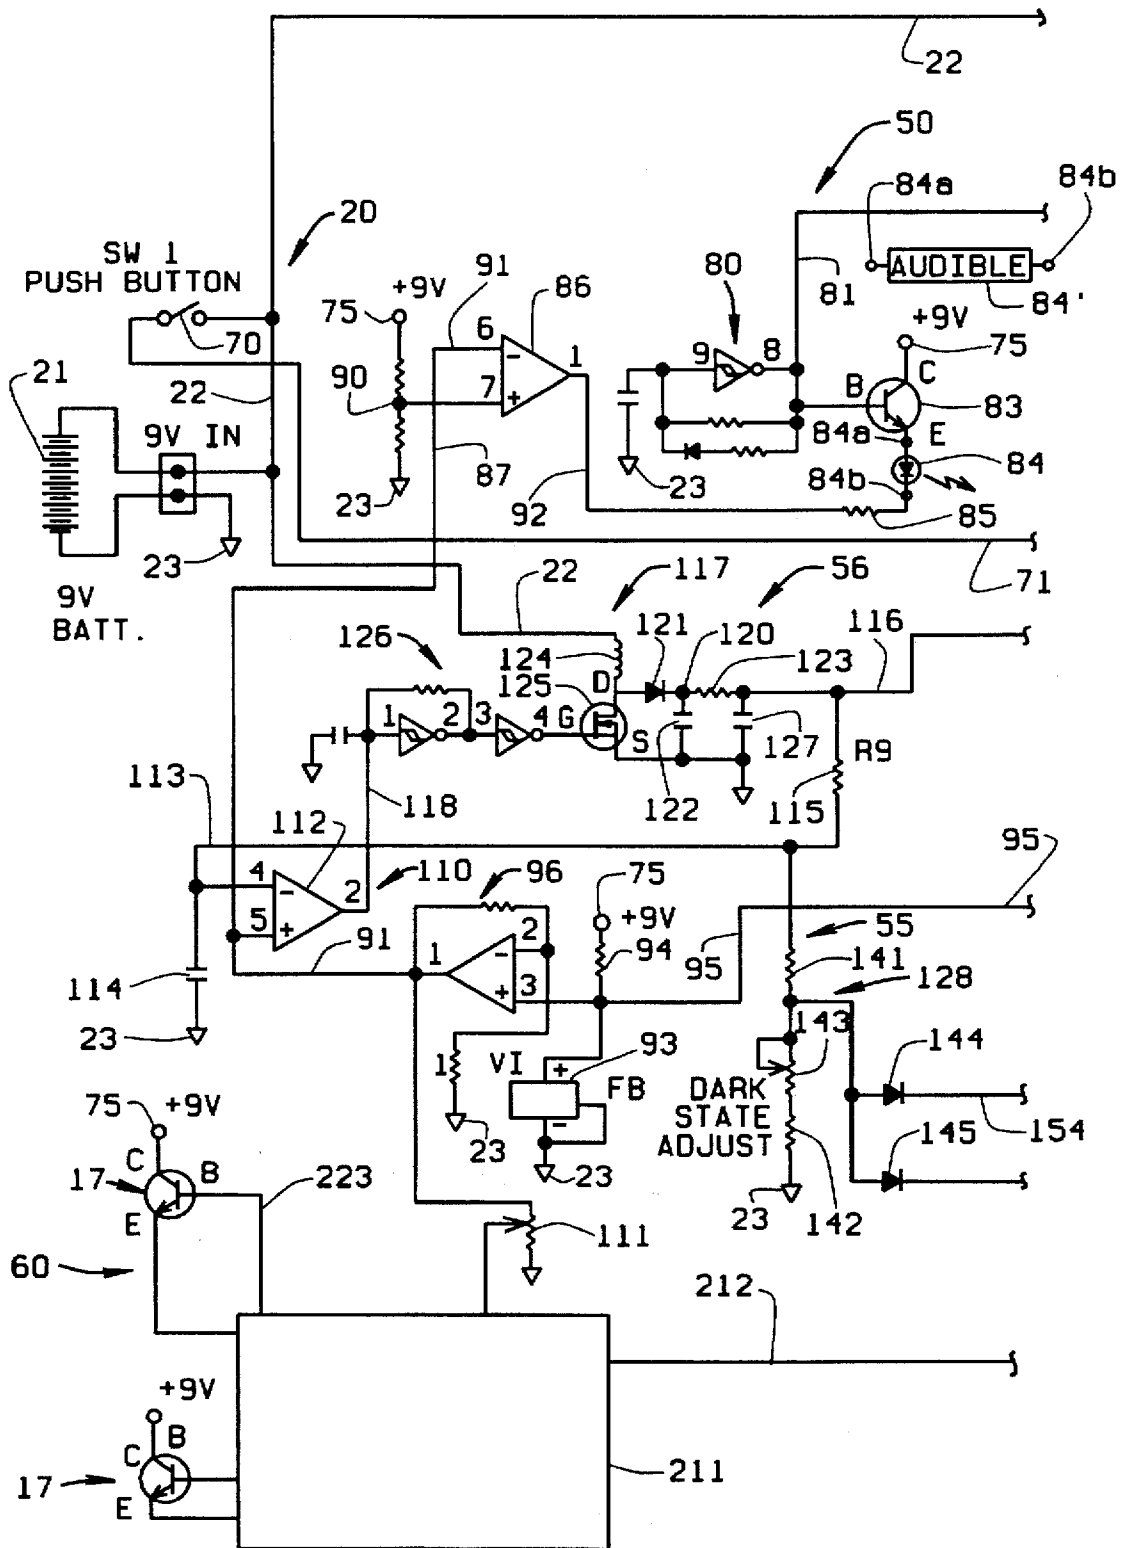 22
50
84a
84b
20
SW 1
PUSH BUTTON
91
86
80
81
AUDIBLE
84'
+9V
75
+9V
75
70
6
-
1
9
8
B
C
83
21
22
90
7
+
84a
E
9V IN
87
84
84b
23
92
23
85
23
71
9V
BATT.
22
117
56
126
124
121
120
123
116
125
D
1
2
3
4
G
S
R9
113
118
122
127
115
112
95
4
-
2
110
96
75
5
+
+9V
2
94
55
91
1
-
95
141
114
+
3
128
23
143
VI
+
93
144
1
FB
DARK
STATE
ADJUST
-
154
75
+9V
23
145
C
B
223
23
23
142
17
E
111
60
212
+9V
C
B
17
E
211